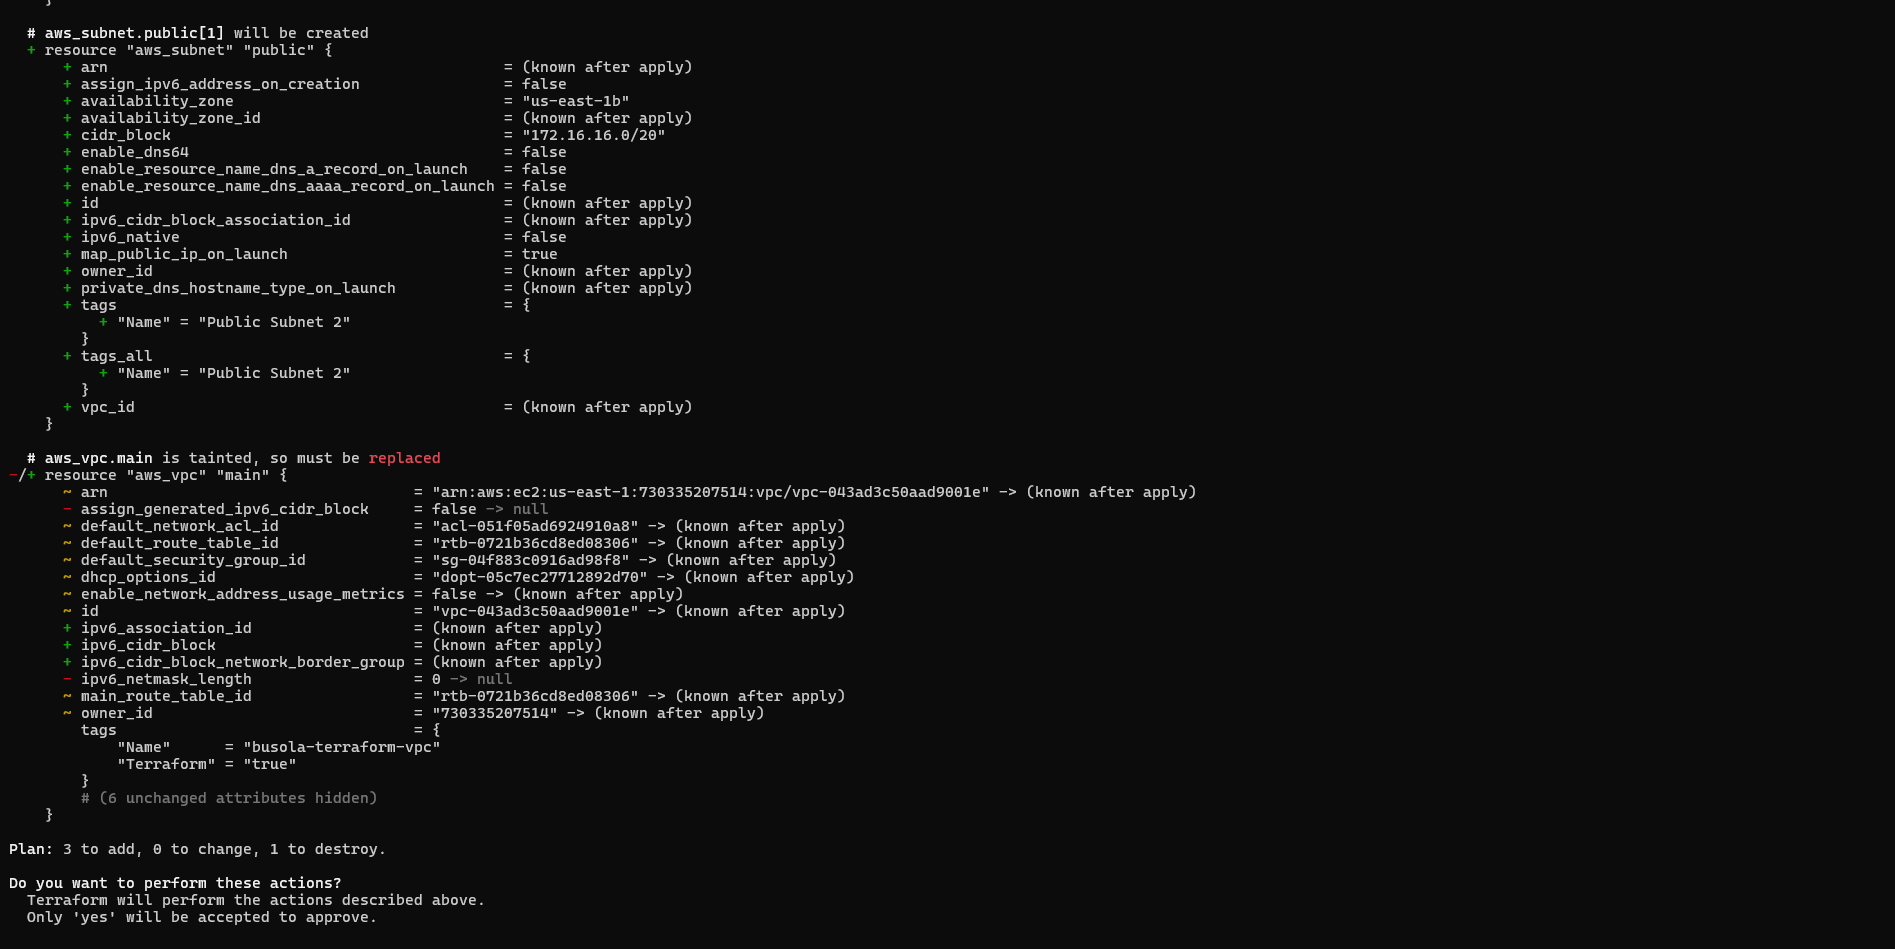 }
# aws_subnet.public[1] will be created
+ resource "aws_subnet" "public" {
+ arn = (known after apply)
+ assign_ipv6_address_on_creation = false
+ availability_zone = "us-east-1b"
+ availability_zone_id = (known after apply)
+ cidr_block = "172.16.16.0/20"
+ enable_dns64 = false
+ enable_resource_name_dns_a_record_on_launch = false
+ enable_resource_name_dns_aaaa_record_on_launch = false
+ id = (known after apply)
+ ipv6_cidr_block_association_id = (known after apply)
+ ipv6_native = false
+ map_public_ip_on_launch = true
+ owner_id = (known after apply)
+ private_dns_hostname_type_on_launch = (known after apply)
+ tags = {
+ "Name" = "Public Subnet 2"
}
+ tags_all = {
+ "Name" = "Public Subnet 2"
}
+ vpc_id = (known after apply)
}
# aws_vpc.main is tainted, so must be replaced
-/+ resource "aws_vpc" "main" {
~ arn = "arn:aws:ec2:us-east-1:730335207514:vpc/vpc-043ad3c50aad9001e" -> (known after apply)
- assign_generated_ipv6_cidr_block = false -> null
~ default_network_acl_id = "acl-051f05ad6924910a8" -> (known after apply)
~ default_route_table_id = "rtb-0721b36cd8ed08306" -> (known after apply)
~ default_security_group_id = "sg-04f883c0916ad98f8" -> (known after apply)
~ dhcp_options_id = "dopt-05c7ec27712892d70" -> (known after apply)
~ enable_network_address_usage_metrics = false -> (known after apply)
~ id = "vpc-043ad3c50aad9001e" -> (known after apply)
+ ipv6_association_id = (known after apply)
+ ipv6_cidr_block = (known after apply)
+ ipv6_cidr_block_network_border_group = (known after apply)
- ipv6_netmask_length = 0 -> null
~ main_route_table_id = "rtb-0721b36cd8ed08306" -> (known after apply)
~ owner_id = "730335207514" -> (known after apply)
tags = {
"Name" = "busola-terraform-vpc"
"Terraform" = "true"
}
# (6 unchanged attributes hidden)
}
Plan: 3 to add, 0 to change, 1 to destroy.
Do you want to perform these actions?
Terraform will perform the actions described above.
Only 'yes' will be accepted to approve.